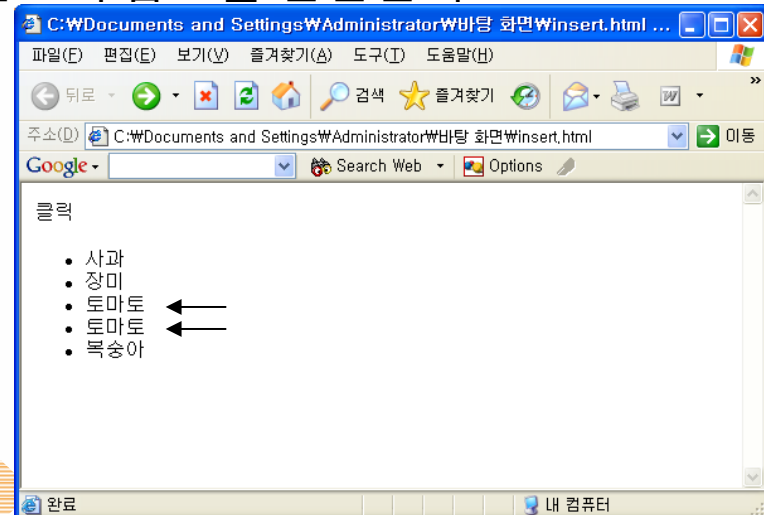 C:₩Documents and Settings₩Administrator₩바탕 화면₩insert.html ...
파일(F) 편집(E) 보기(V) 즐겨찾기(A) 도구(T) 도움말(H)
뒤로 검색 즐겨찾기
주소(D) C:₩Documents and Settings₩Administrator₩바탕 화면₩insert.html 이동
Google Search Web Options
클릭
• 사과
• 장미
• 토마토
• 토마토
• 복숭아
완료 내 컴퓨터